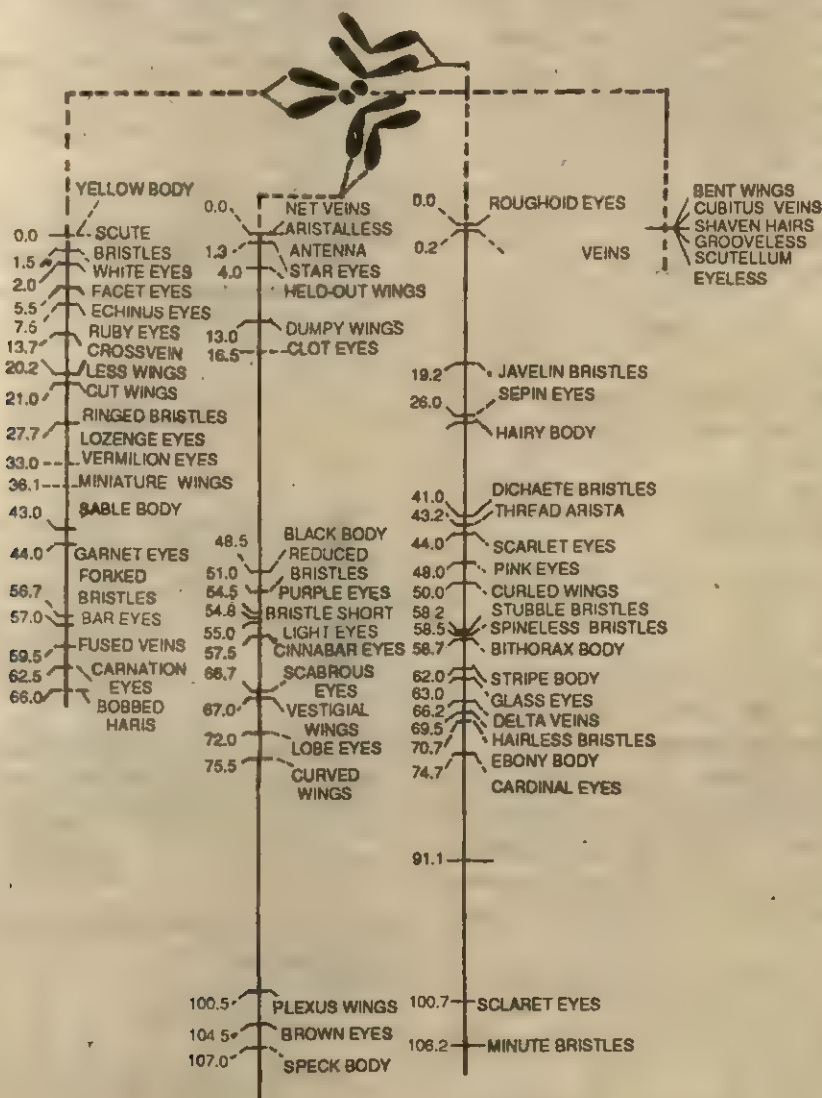 YELLOW BODY
0.0
SCUTE
1.5
BRISTLES
WHITE EYES
2.0
FACET EYES
5.5
ECHINUS EYES
7.5
RUBY EYES
13.7
CROSSVEIN
20.2
LESS WINGS
21.0
CUT WINGS
RINGED BRISTLES
27.7
LOZENGE EYES
33.0
VERMILION EYES
36.1
MINIATURE WINGS
43.0
SABLE BODY
44.0
GARNET EYES
FORKED
56.7
BRISTLES
57.0
BAR EYES
59.5
FUSED VEINS
62.5
CARNATION
EYES
66.0
BOBBED
HARIS
0.0
NET VEINS
ARISTALLESS
1.3
ANTENNA
4.0
STAR EYES
HELD-OUT WINGS
13.0
DUMPY WINGS
16.5
CLOT EYES
48.5
BLACK BODY
REDUCED
51.0
BRISTLES
54.5
PURPLE EYES
54.8
BRISTLE SHORT
55.0
LIGHT EYES
57.5
CINNABAR EYES
66.7
SCABROUS
EYES
67.0
VESTIGIAL
WINGS
72.0
LOBE EYES
75.5
CURVED
WINGS
100.5
PLEXUS WINGS
104.5
BROWN EYES
107.0
SPECK BODY
0.0
ROUGHOID EYES
0.2
VEINS
19.2
JAVELIN BRISTLES
26.0
SEPIN EYES
HAIRY BODY
41.0
DICHAETE BRISTLES
43.2
THREAD ARISTA
44.0
SCARLET EYES
48.0
PINK EYES
50.0
CURLED WINGS
58.2
STUBBLE BRISTLES
58.5
SPINELESS BRISTLES
58.7
BITHORAX BODY
62.0
STRIPE BODY
63.0
GLASS EYES
66.2
DELTA VEINS
69.5
HAIRLESS BRISTLES
70.7
EBONY BODY
74.7
CARDINAL EYES
91.1
100.7
SCLARET EYES
106.2
MINUTE BRISTLES
BENT WINGS
CUBITUS VEINS
SHAVEN HAIRS
GROOVELESS
SCUTELLUM
EYELESS